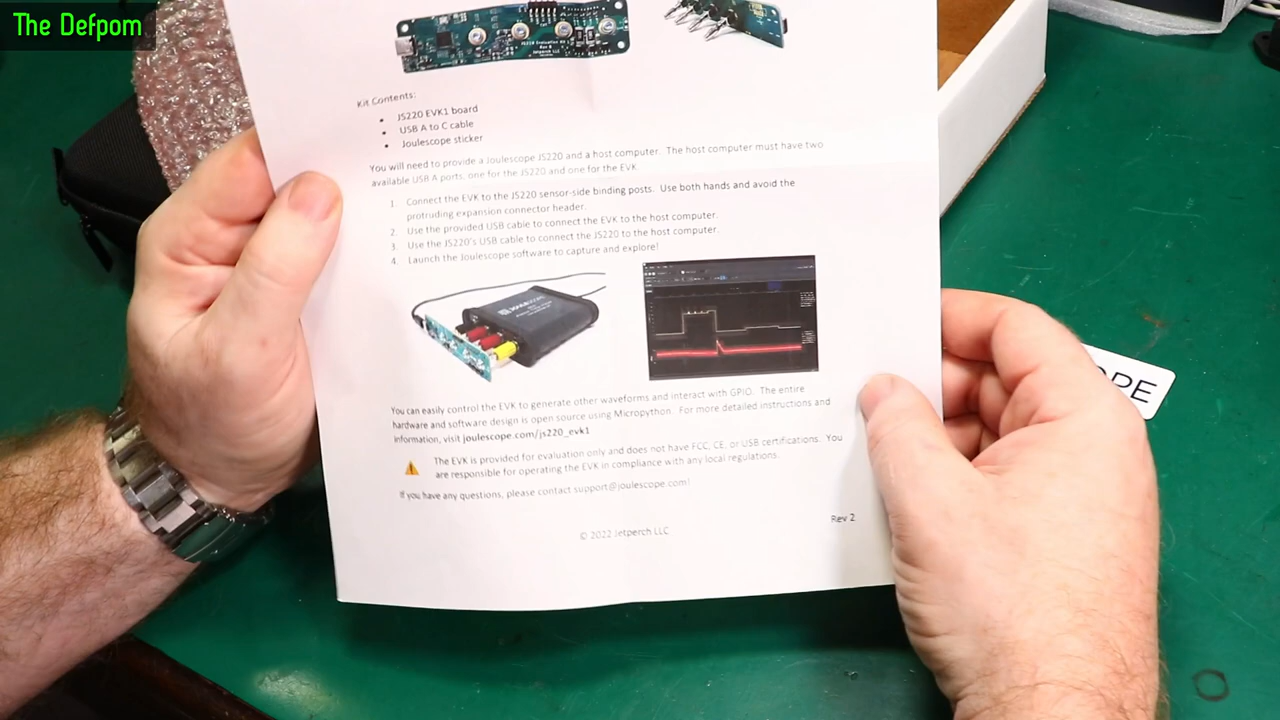 The Defpom
JS220 Evaluation Kit
Rev B
Jetperch LLC
Kit Contents:
• JS220 EVK1 board
• USB A to C cable
• Joulescope sticker
You will need to provide a Joulescope JS220 and a host computer. The host computer must have two
available USB A ports, one for the JS220 and one for the EVK.
1. Connect the EVK to the JS220 sensor-side binding posts. Use both hands and avoid the
protruding expansion connector header.
2. Use the provided USB cable to connect the EVK to the host computer.
3. Use the JS220's USB cable to connect the JS220 to the host computer.
4. Launch the Joulescope software to capture and explore!
JOULESCOPE
You can easily control the EVK to generate other waveforms and interact with GPIO. The entire
hardware and software design is open source using Micropython. For more detailed instructions and
information, visit joulescope.com/js220_evk1
The EVK is provided for evaluation only and does not have FCC, CE, or USB certifications. You
are responsible for operating the EVK in compliance with any local regulations.
If you have any questions, please contact support@joulescope.com!
© 2022 Jetperch LLC
Rev 2
OPE